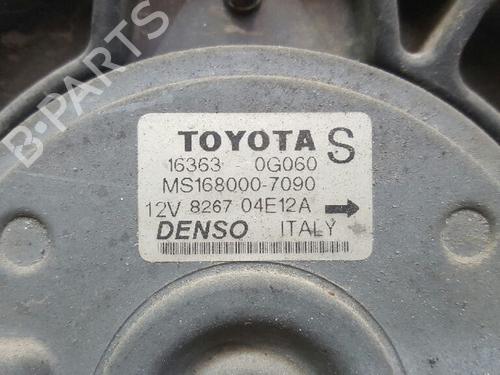 TOYOTA S
16363 0G060
MS168000-7090
12V 8267 04E12A →
DENSO ITALY
B-PARTS